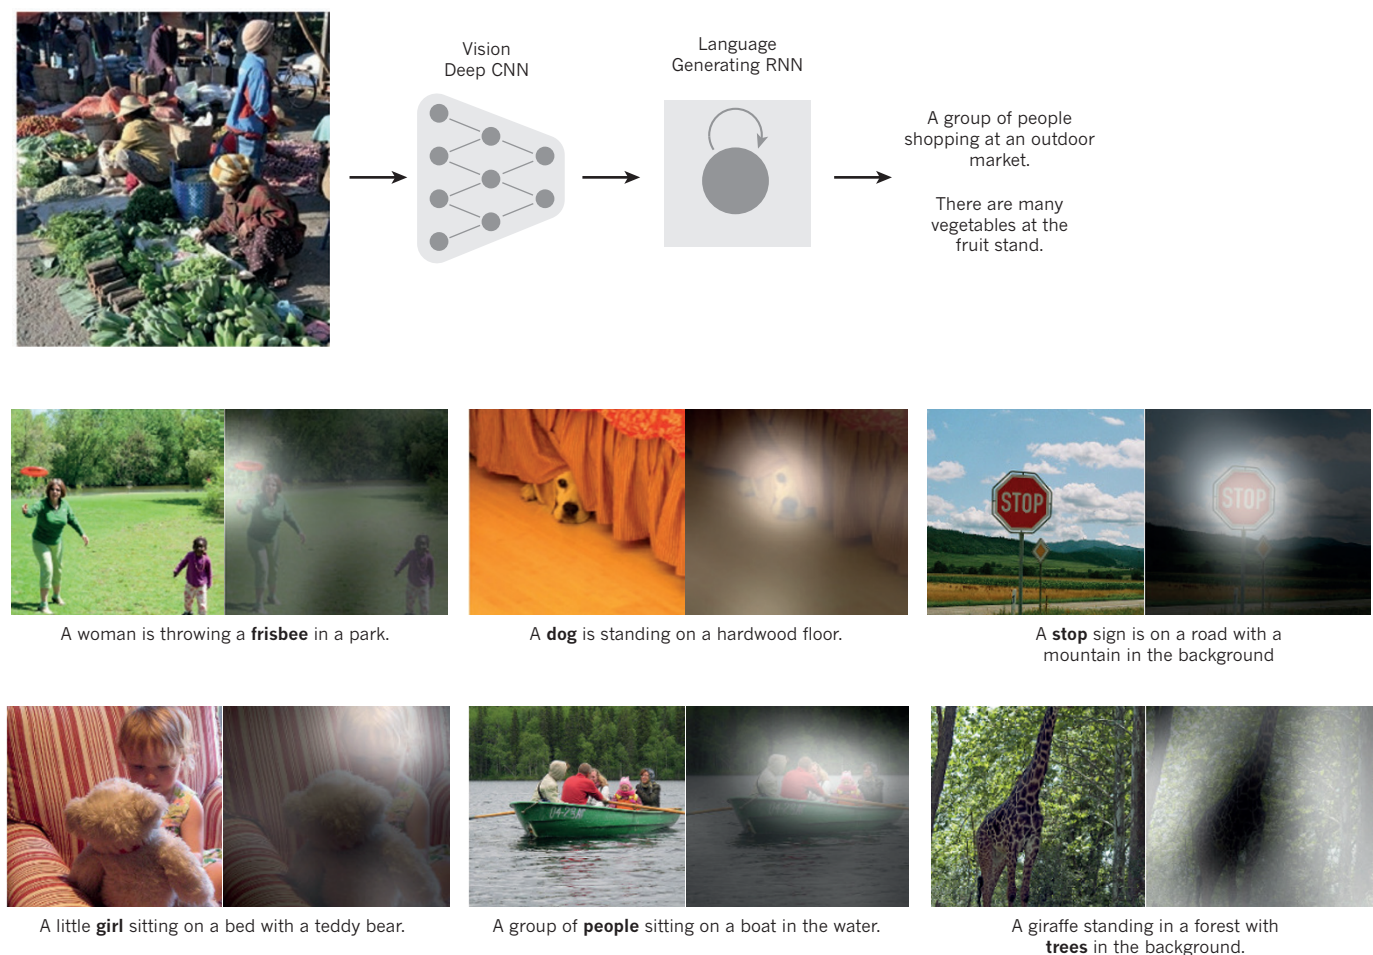 Vision
Deep CNN
Language
Generating RNN
A group of people
shopping at an outdoor
market.
There are many
vegetables at the
fruit stand.
STOP
STOP
A woman is throwing a frisbee in a park.
A dog is standing on a hardwood floor.
A stop sign is on a road with a
mountain in the background
A little girl sitting on a bed with a teddy bear.
A group of people sitting on a boat in the water.
A giraffe standing in a forest with
trees in the background.